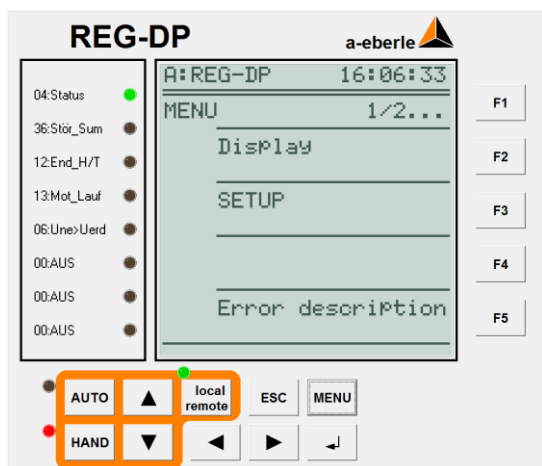 REG-DP
a-eberle
04:Status
36:Stör_Sum
12:End_H/T
13:Mot_Lauf
06:Une>Uerd
00:AUS
00:AUS
00:AUS
A:REG-DP 16:06:33
MENU 1/2...
Display
SETUP
Error description
F1
F2
F3
F4
F5
AUTO
local
remote
ESC
MENU
HAND